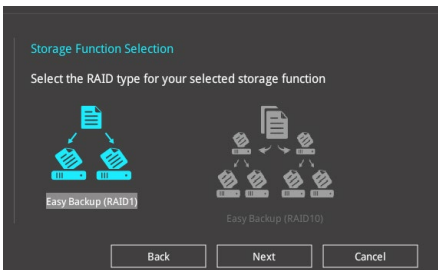 Storage Function Selection
Select the RAID type for your selected storage function
Easy Backup (RAID1)
Easy Backup (RAID10)
Back
Next
Cancel